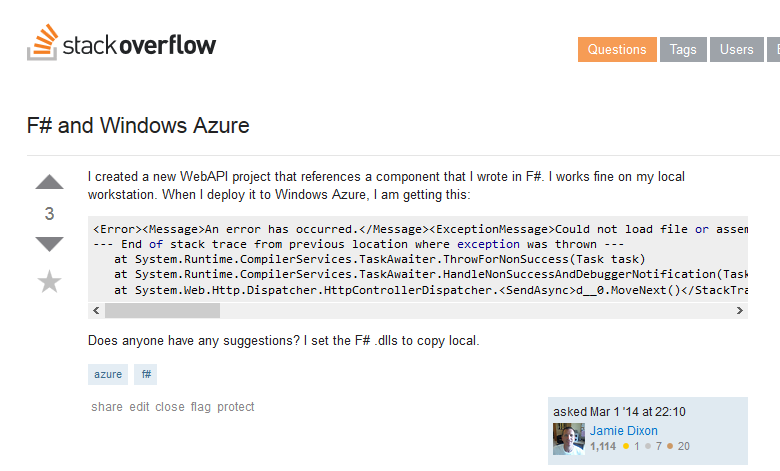 stackoverflow
Questions Tags Users
F# and Windows Azure
I created a new WebAPI project that references a component that I wrote in F#. I works fine on my local
workstation. When I deploy it to Windows Azure, I am getting this:
3
<Error><Message>An error has occurred.</Message><ExceptionMessage>Could not load file or assem
--- End of stack trace from previous location where exception was thrown ---
at System.Runtime.CompilerServices.TaskAwaiter.ThrowForNonSuccess(Task task)
at System.Runtime.CompilerServices.TaskAwaiter.HandleNonSuccessAndDebuggerNotification(Task
at System.Web.Http.Dispatcher.HttpControllerDispatcher.<SendAsync>d__0.MoveNext()</StackTra
Does anyone have any suggestions? I set the F# .dlls to copy local.
azure f#
share edit close flag protect
asked Mar 1 '14 at 22:10
Jamie Dixon
1,114 1 7 20